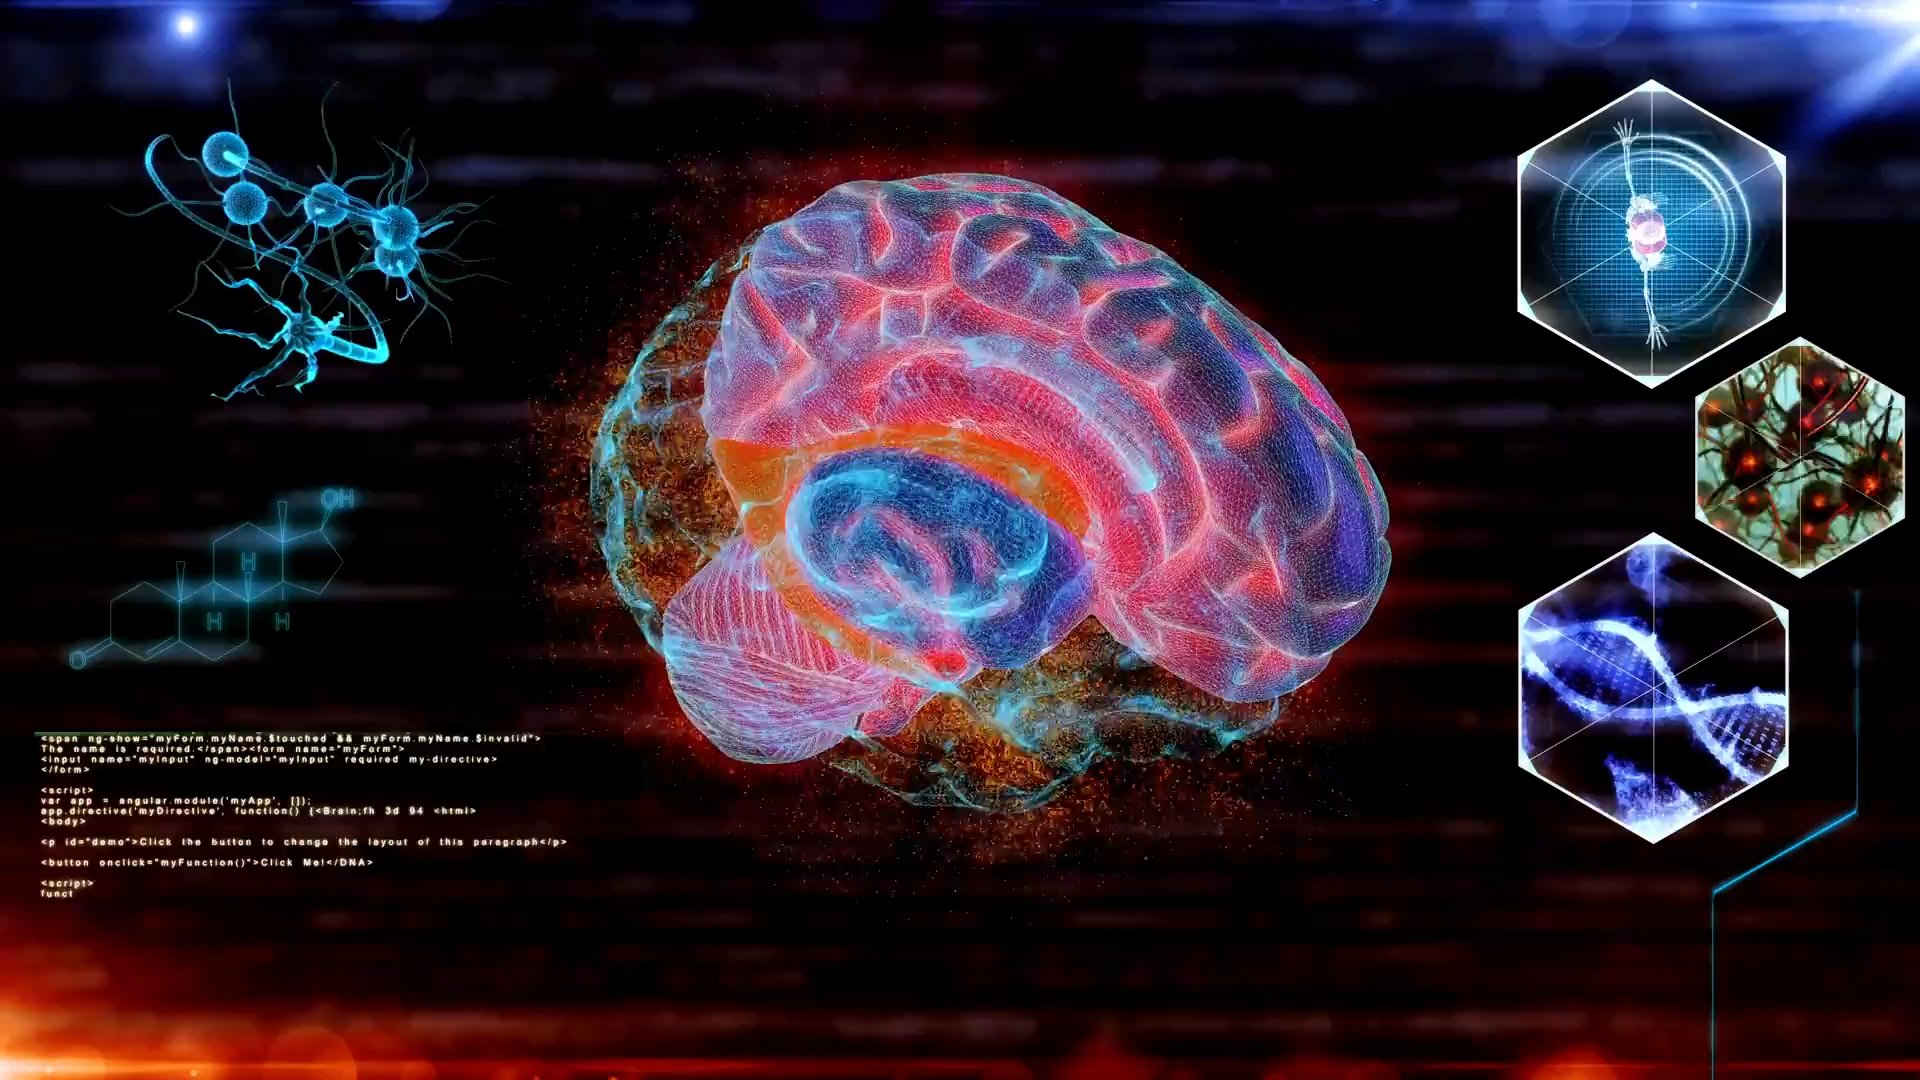 OH
H
H
H
O
<span ng-show="myForm.myName.$touched && myForm.myName.$invalid">
The name is required.</span><form name="myForm">
<input name="myInput" ng-model="myInput" required my-directive>
</form>
<script>
var app = angular.module('myApp', []);
app.directive('myDirective', function() {<Brain;fh 3d 94 <html>
<body>
<p id="demo">Click the button to change the layout of this paragraph</p>
<button onclick="myFunction()">Click Me!</DNA>
<script>
funct